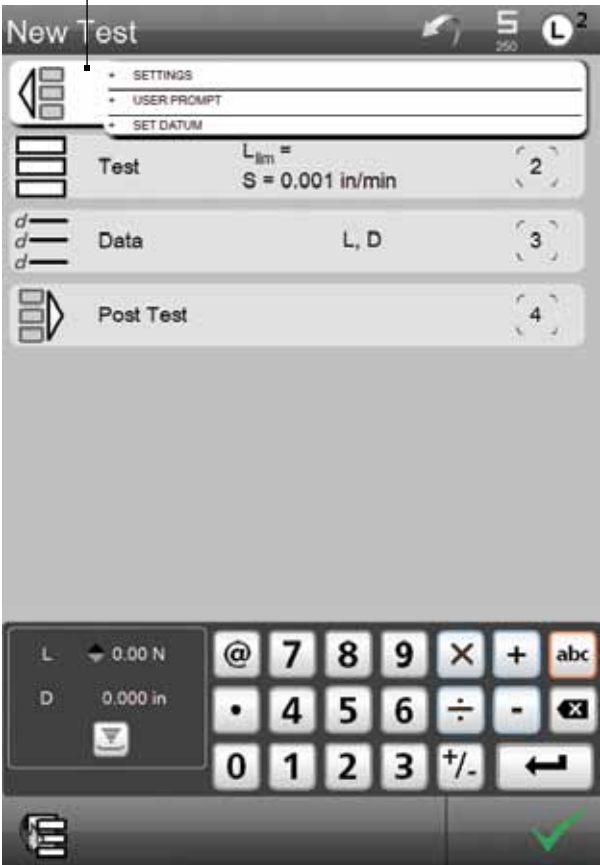 New Test
S
250
L 2
+ SETTINGS
+ USER PROMPT
+ SET DATUM
Test
Llim =
S = 0.001 in/min
2
d
d
d
Data
L, D
3
Post Test
4
L 0.00 N
D 0.000 in
@ 7 8 9 × + abc
• 4 5 6 ÷ -
0 1 2 3 +/-